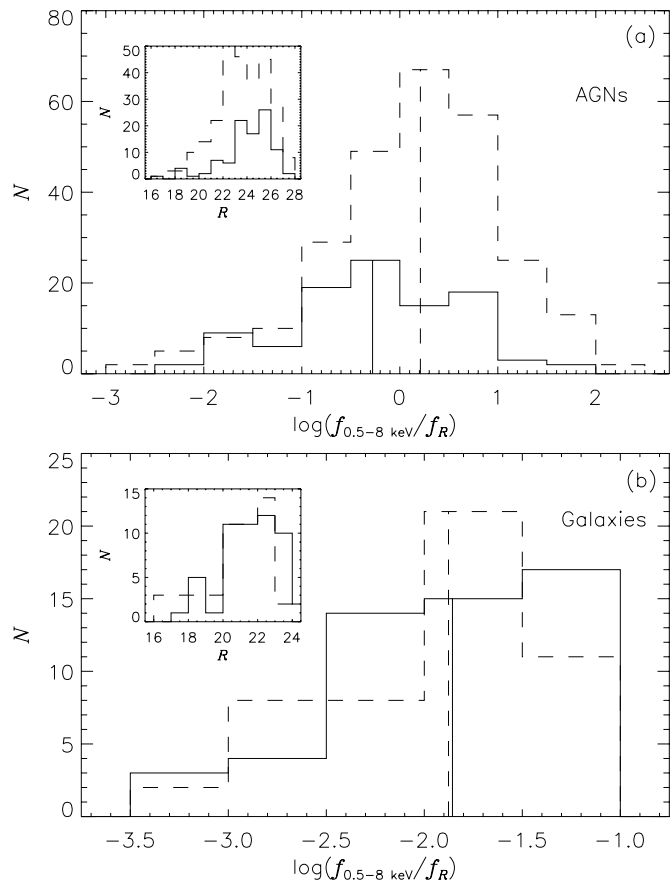 (a)
AGNs
80
60
40
20
0
N
50
40
30
20
10
0
N
16 18 20 22 24 26 28
R
−3 −2 −1 0 1 2
log(f0.5−8 keV/fR)
(b)
Galaxies
25
20
15
10
5
0
N
15
10
5
0
N
16 18 20 22 24
R
−3.5 −3.0 −2.5 −2.0 −1.5 −1.0
log(f0.5−8 keV/fR)